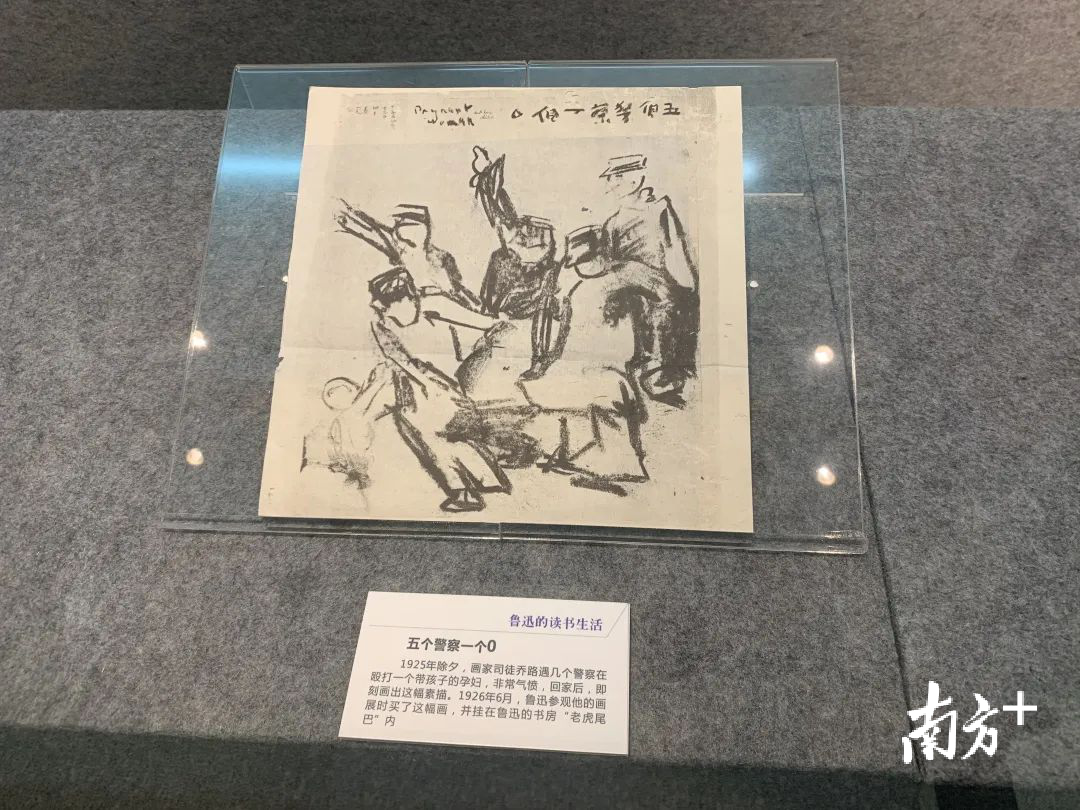 Pregnant
Woman
五個警察一個0
鲁迅的读书生活
五个警察一个0
1925年除夕，画家司徒乔路遇几个警察在
殴打一个带孩子的孕妇，非常气愤，回家后，即
刻画出这幅素描。1926年6月，鲁迅参观他的画
展时买了这幅画，并挂在鲁迅的书房“老虎尾
巴”内
南方+